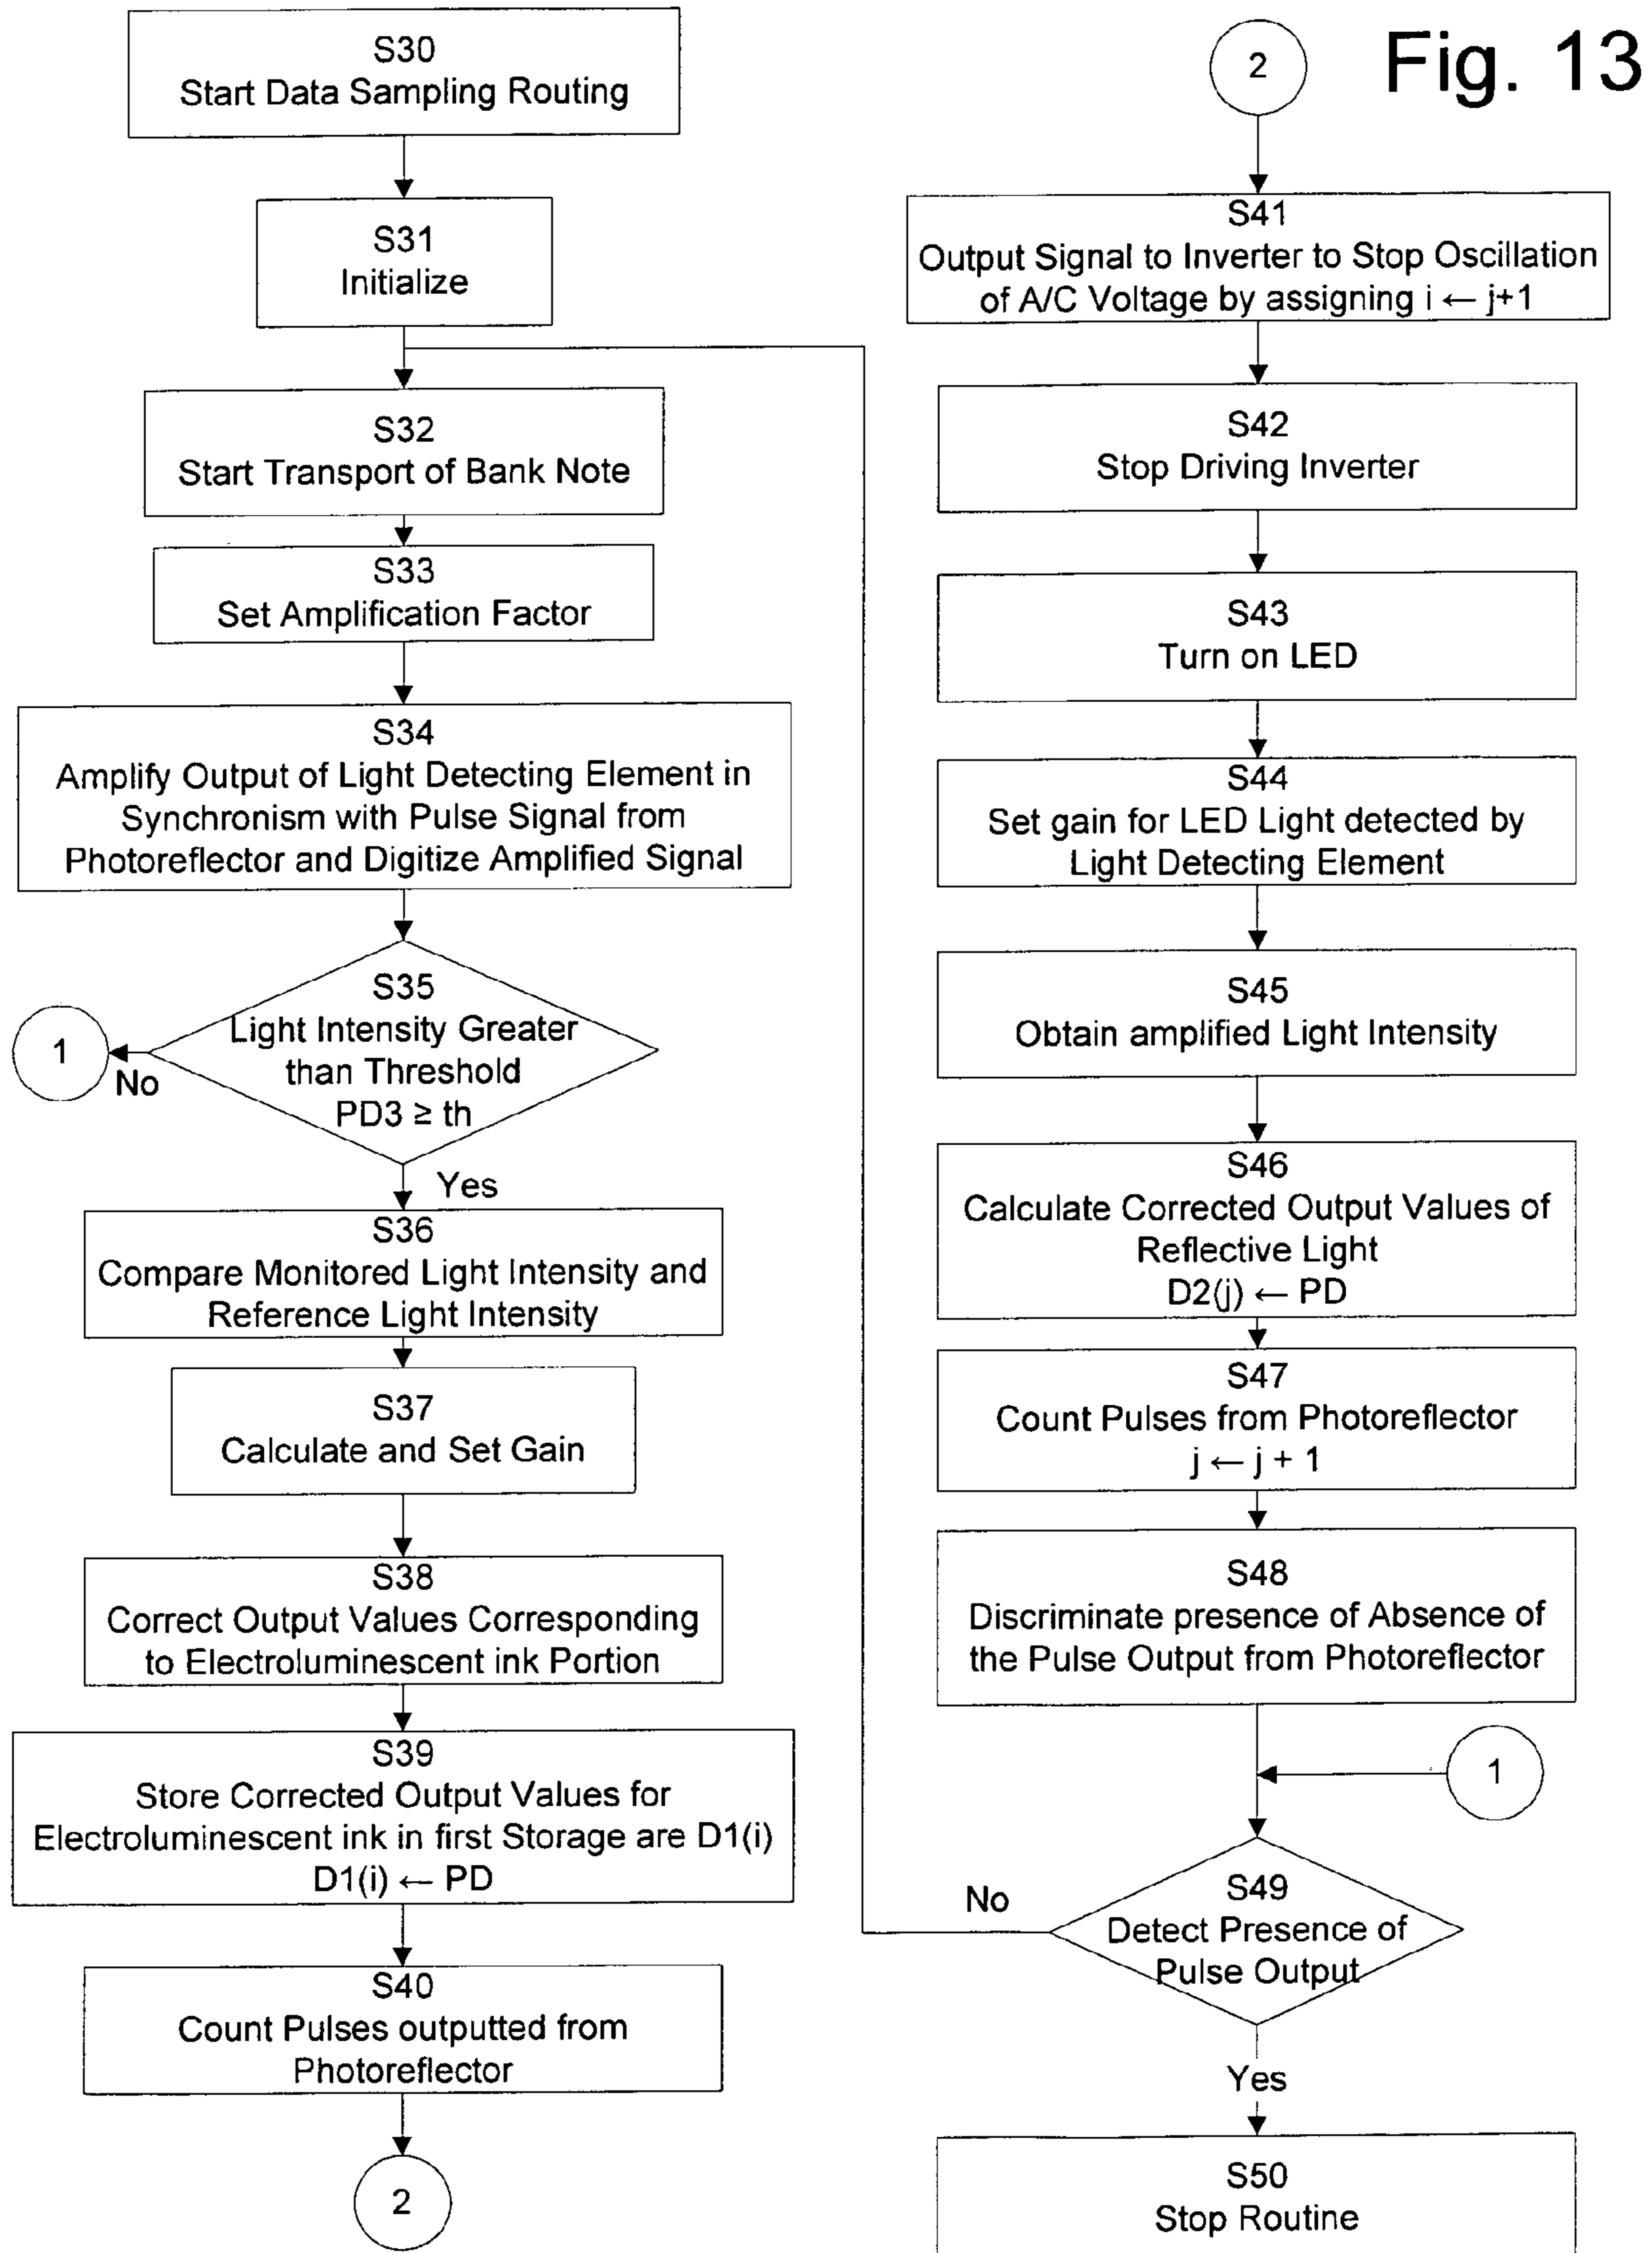 Fig. 13
S30
Start Data Sampling Routing
S31
Initialize
S32
Start Transport of Bank Note
S33
Set Amplification Factor
S34
Amplify Output of Light Detecting Element in
Synchronism with Pulse Signal from
Photoreflector and Digitize Amplified Signal
S35
Light Intensity Greater
than Threshold
PD3 ≥ th
1
No
Yes
S36
Compare Monitored Light Intensity and
Reference Light Intensity
S37
Calculate and Set Gain
S38
Correct Output Values Corresponding
to Electroluminescent ink Portion
S39
Store Corrected Output Values for
Electroluminescent ink in first Storage are D1(i)
D1(i) ← PD
S40
Count Pulses outputted from
Photoreflector
2
2
S41
Output Signal to Inverter to Stop Oscillation
of A/C Voltage by assigning i ← j+1
S42
Stop Driving Inverter
S43
Turn on LED
S44
Set gain for LED Light detected by
Light Detecting Element
S45
Obtain amplified Light Intensity
S46
Calculate Corrected Output Values of
Reflective Light
D2(j) ← PD
S47
Count Pulses from Photoreflector
j ← j + 1
S48
Discriminate presence of Absence of
the Pulse Output from Photoreflector
1
S49
Detect Presence of
Pulse Output
No
Yes
S50
Stop Routine